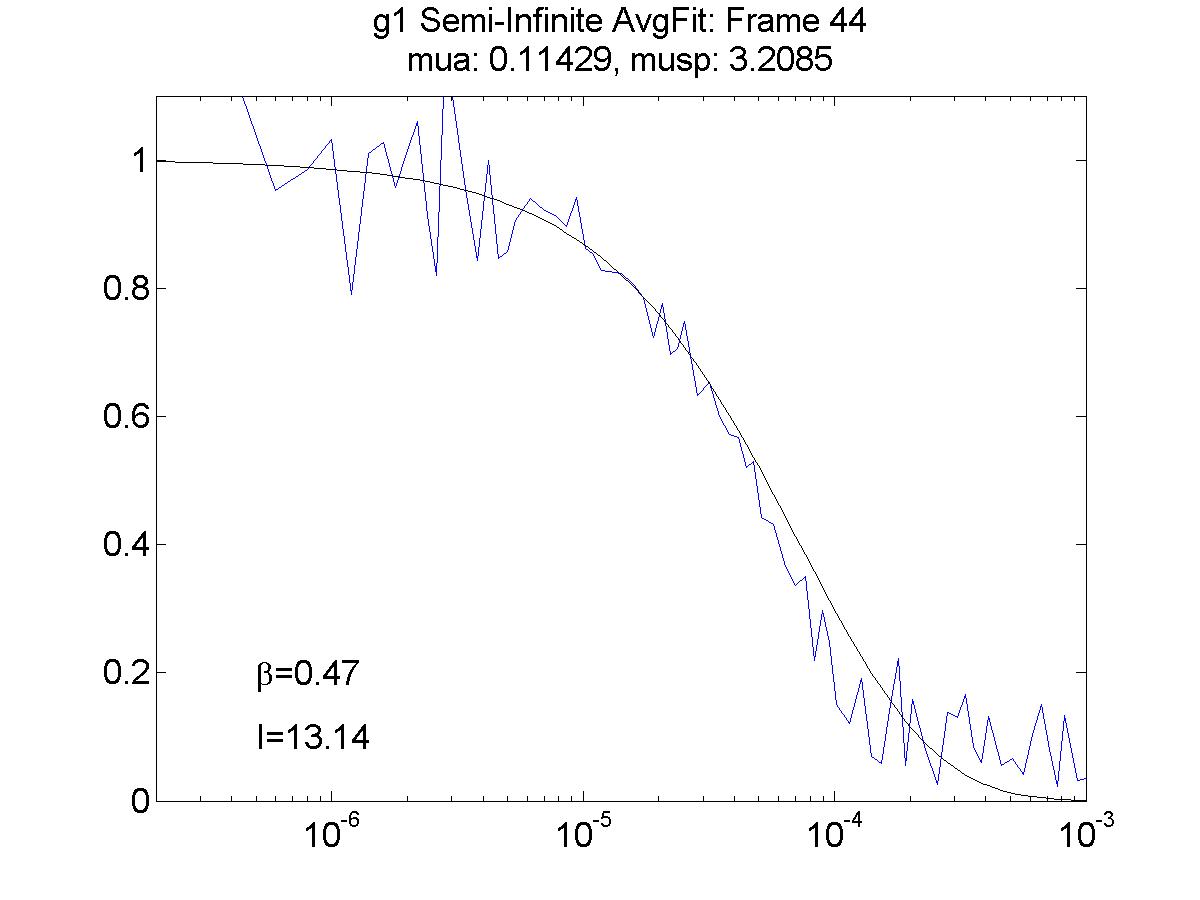 g1 Semi-Infinite AvgFit: Frame 44
mua: 0.11429, musp: 3.2085
1
0.8
0.6
0.4
0.2
0
β=0.47
I=13.14
10^-6
10^-5
10^-4
10^-3